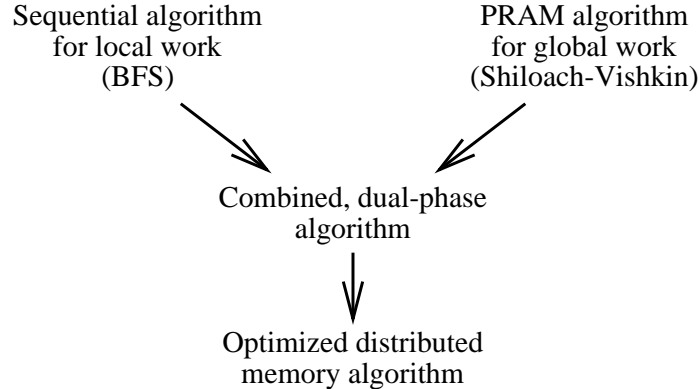 Sequential algorithm
for local work
(BFS)
PRAM algorithm
for global work
(Shiloach-Vishkin)
Combined, dual-phase
algorithm
Optimized distributed
memory algorithm